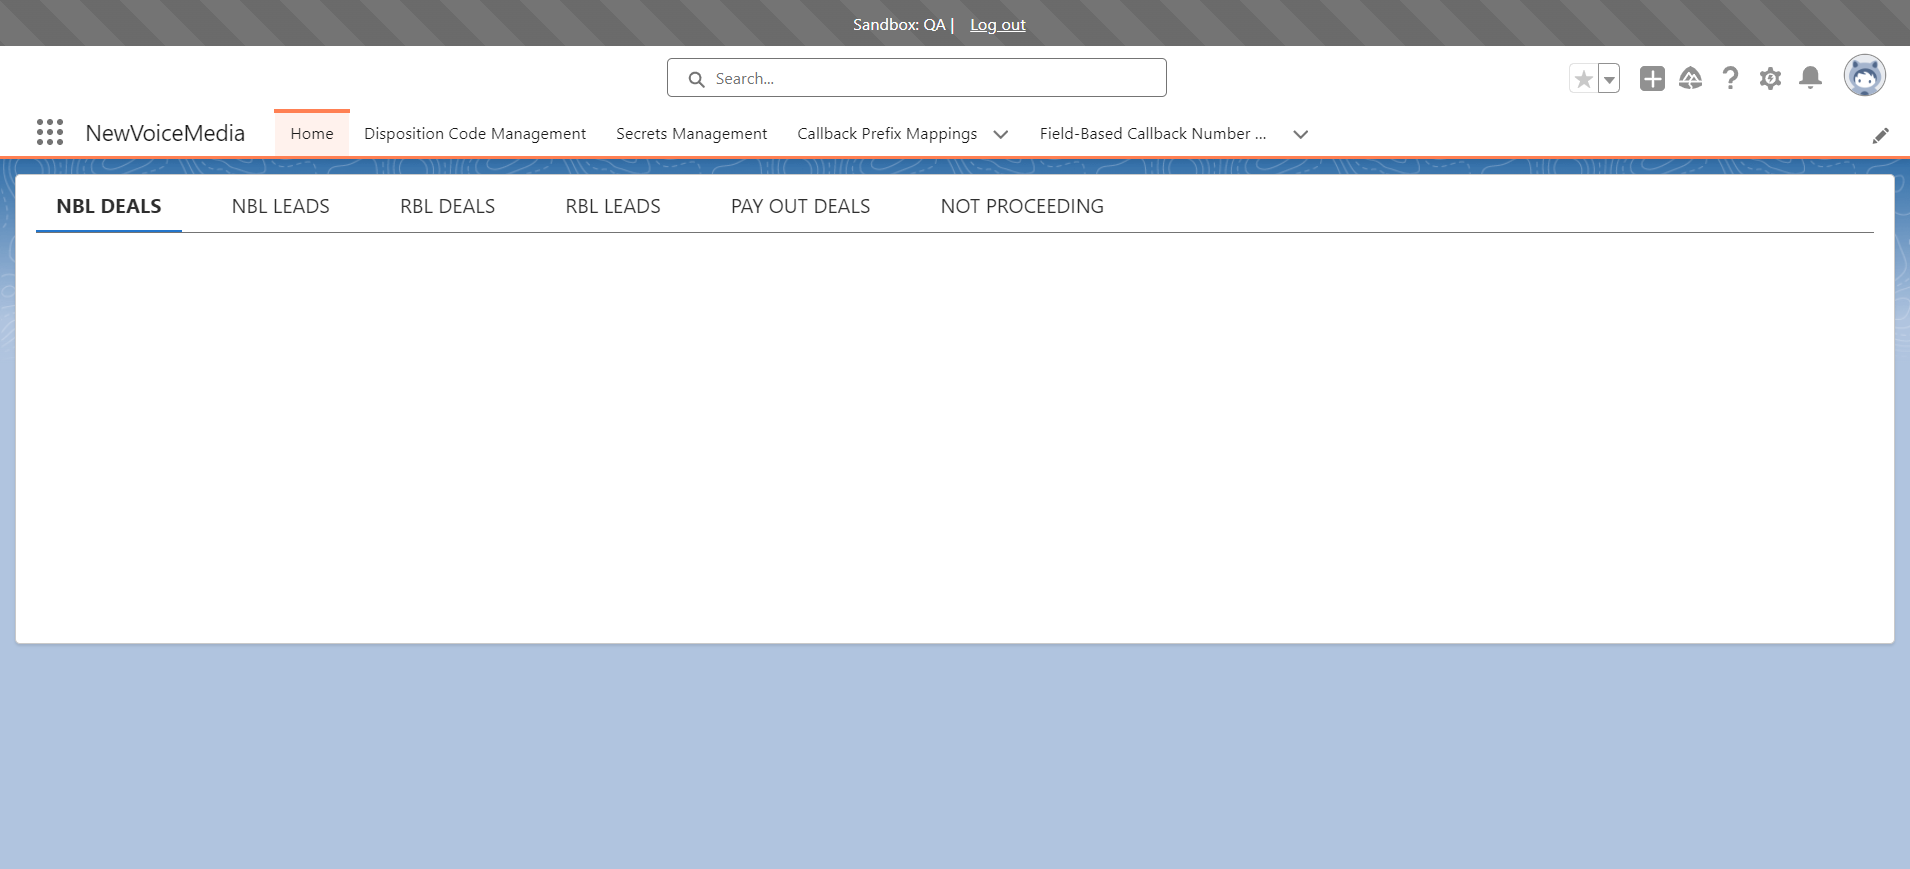 Sandbox: QA | Log out
Search...
NewVoiceMedia Home Disposition Code Management Secrets Management Callback Prefix Mappings Field-Based Callback Number ...
NBL DEALS NBL LEADS RBL DEALS RBL LEADS PAY OUT DEALS NOT PROCEEDING